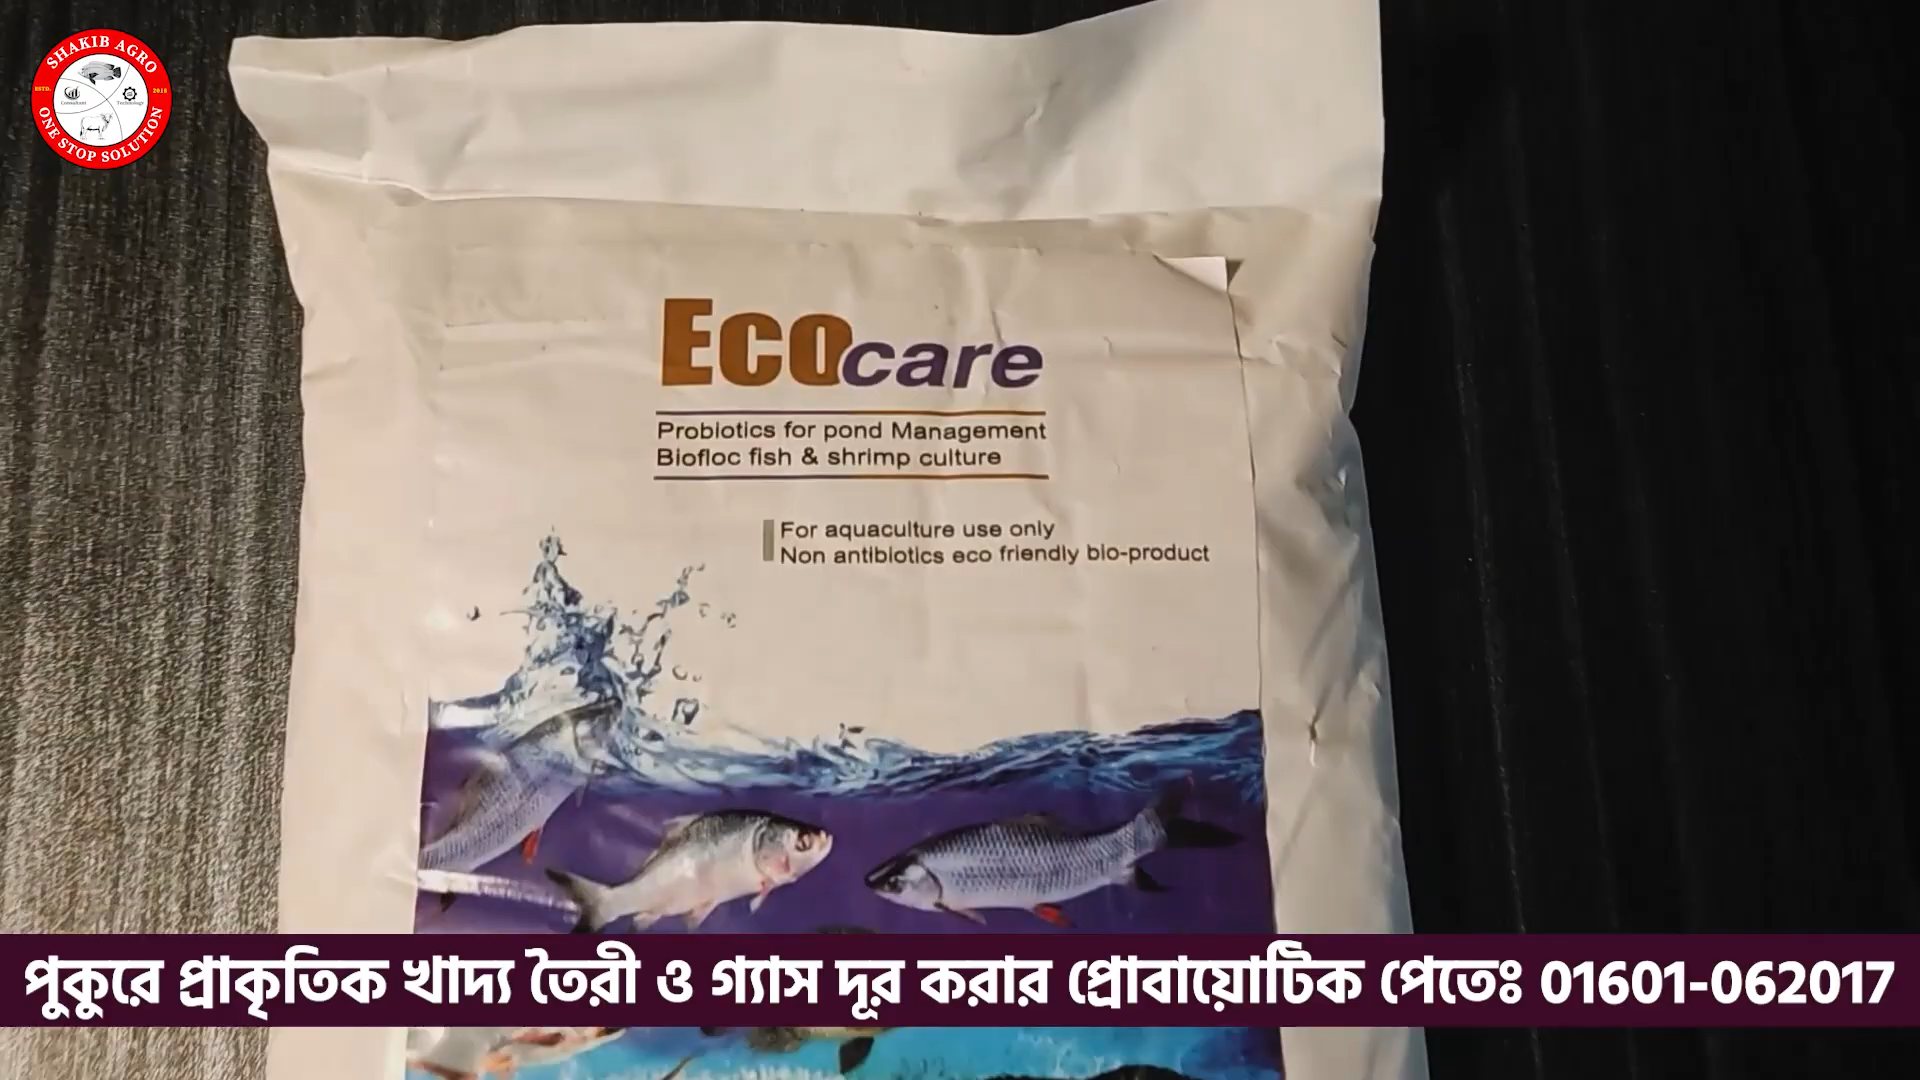 SHAKIB AGRO
ESTD. 2018
Consultant Technology
ONE STOP SOLUTION
Ecocare
Probiotics for pond Management
Biofloc fish & shrimp culture
For aquaculture use only
Non antibiotics eco friendly bio-product
পুকুরে প্রাকৃতিক খাদ্য তৈরী ও গ্যাস দূর করার প্রোবায়োটিক পেতেঃ 01601-062017